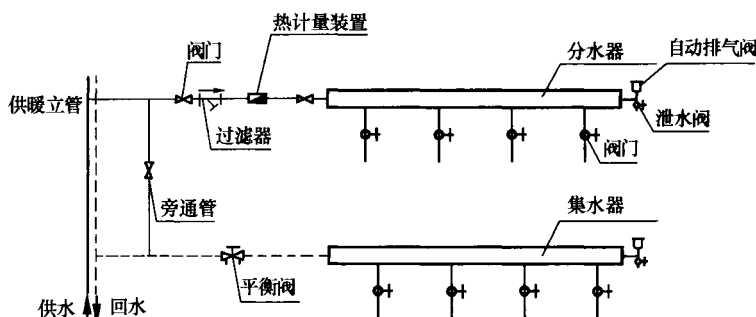 热计量装置
阀门
分水器
自动排气阀
供暖立管
过滤器
阀门
泄水阀
旁通管
集水器
平衡阀
供水
回水